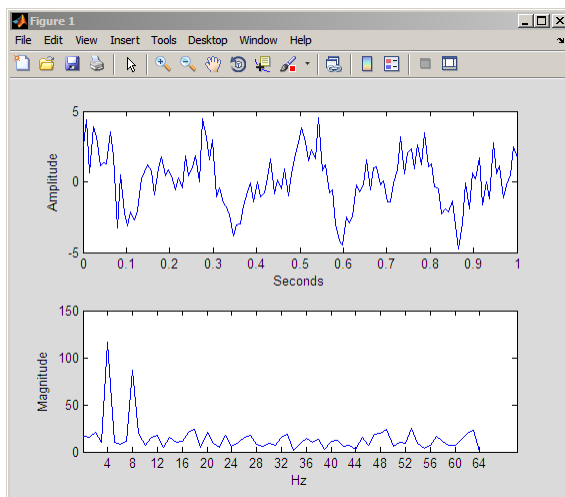 Figure 1
File Edit View Insert Tools Desktop Window Help
5
0
-5
Amplitude
0 0.1 0.2 0.3 0.4 0.5 0.6 0.7 0.8 0.9 1
Seconds
150
100
50
0
Magnitude
4 8 12 16 20 24 28 32 36 40 44 48 52 56 60 64
Hz